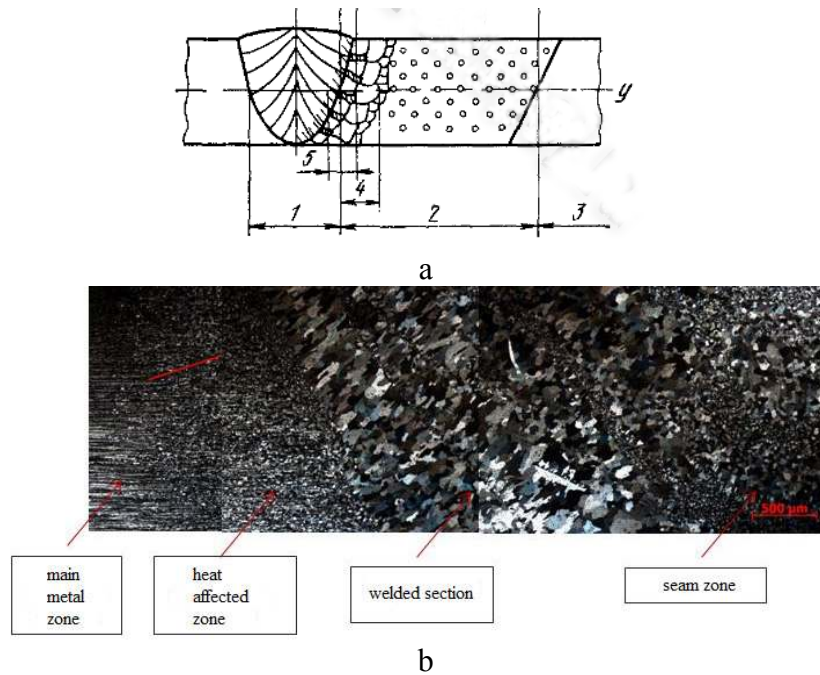 y
5
4
1
2
3
a
500 µm
main
metal
zone
heat
affected
zone
welded section
seam zone
b